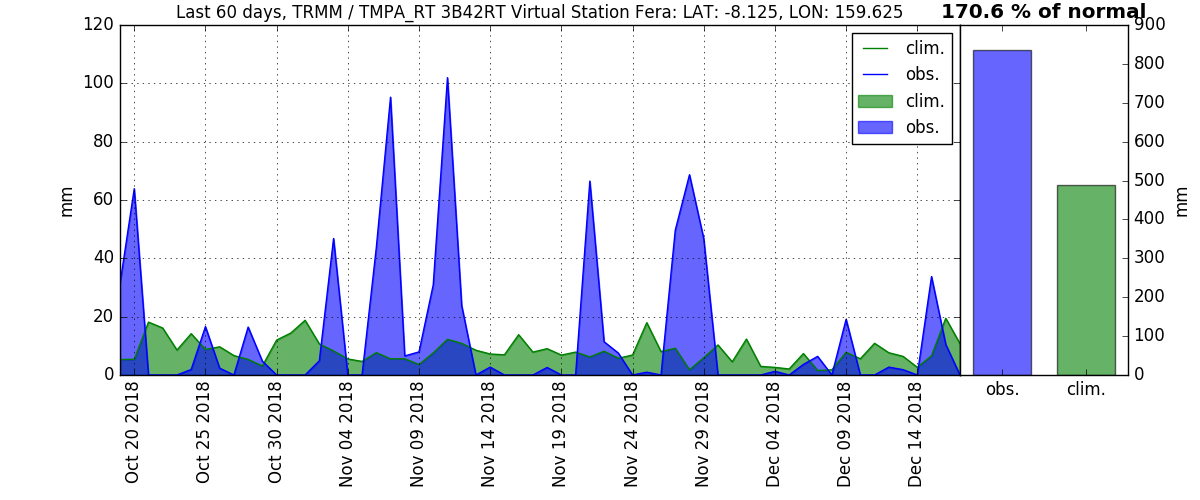 Last 60 days, TRMM / TMPA_RT 3B42RT Virtual Station Fera: LAT: -8.125, LON: 159.625
170.6 % of normal
120
100
80
60
40
20
0
mm
clim.
obs.
clim.
obs.
900
800
700
600
500
400
300
200
100
0
mm
obs.
clim.
Oct 20 2018
Oct 25 2018
Oct 30 2018
Nov 04 2018
Nov 09 2018
Nov 14 2018
Nov 19 2018
Nov 24 2018
Nov 29 2018
Dec 04 2018
Dec 09 2018
Dec 14 2018